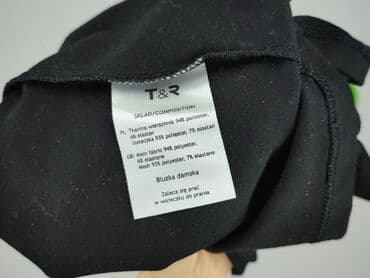 T&R
SKŁAD/COMPOSITION
PL: Tkanina wierzchnia 94% poliester,
6% elastan
Siateczka 93% poliester, 7% elastan
GB: Main fabric 94% polyester,
6% elastane
Mesh 93% polyester, 7% elastane
Bluzka damska
Zaleca się prać
w woreczku do prania